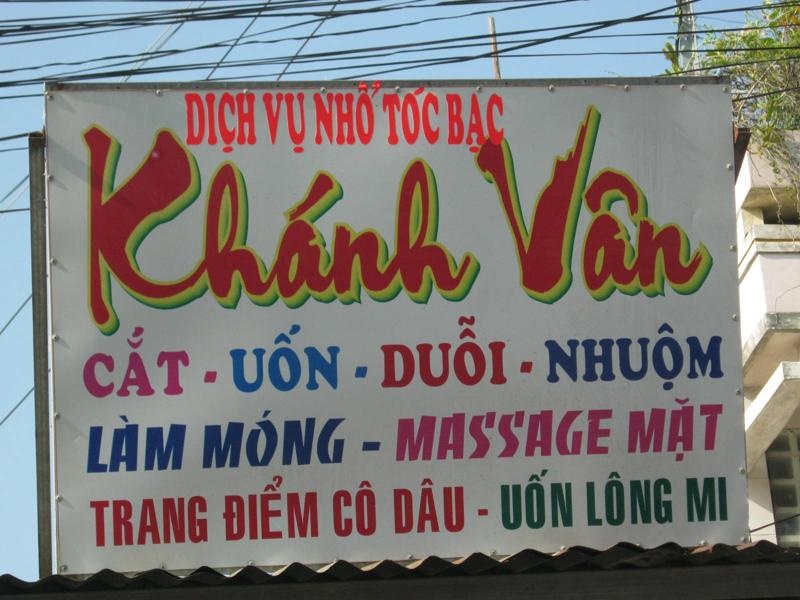 DỊCH VỤ NHỔ TÓC BẠC
Khánh Vân
CẮT - UỐN - DUỖI - NHUỘM
LÀM MÓNG - MASSAGE MẶT
TRANG ĐIỂM CÔ DÂU - UỐN LÔNG MI